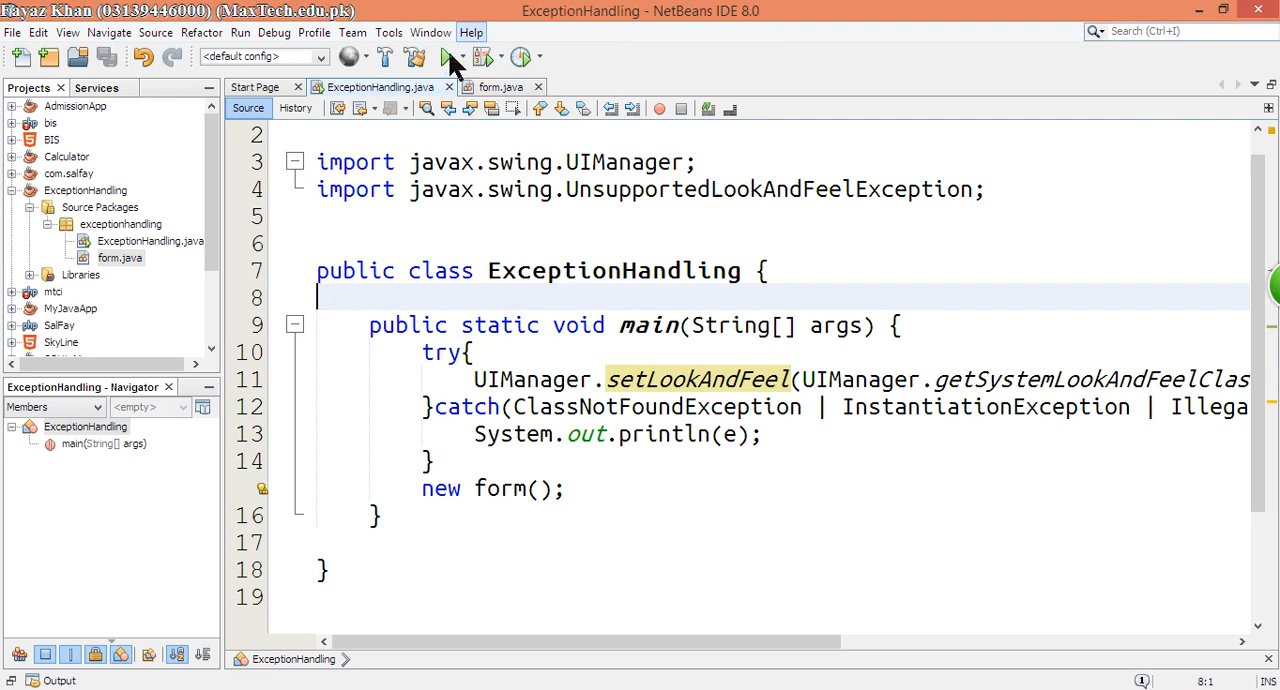 Fayaz Khan (03139446000) (MaxTech.edu.pk)
ExceptionHandling - NetBeans IDE 8.0
File Edit View Navigate Source Refactor Run Debug Profile Team Tools Window Help
Search (Ctrl+I)
<default config>
Projects Services
Start Page ExceptionHandling.java form.java
Source History
AdmissionApp
bis
BIS
Calculator
com.salfay
ExceptionHandling
Source Packages
exceptionhandling
ExceptionHandling.java
form.java
Libraries
mtci
MyJavaApp
SalFay
SkyLine
ExceptionHandling - Navigator
Members <empty>
ExceptionHandling
main(String[] args)
2
3 import javax.swing.UIManager;
4 import javax.swing.UnsupportedLookAndFeelException;
5
6
7 public class ExceptionHandling {
8
9 public static void main(String[] args) {
10 try{
11 UIManager.setLookAndFeel(UIManager.getSystemLookAndFeelClas
12 }catch(ClassNotFoundException | InstantiationException | Illega
13 System.out.println(e);
14 }
new form();
16 }
17
18 }
19
ExceptionHandling
Output
1
8:1 INS